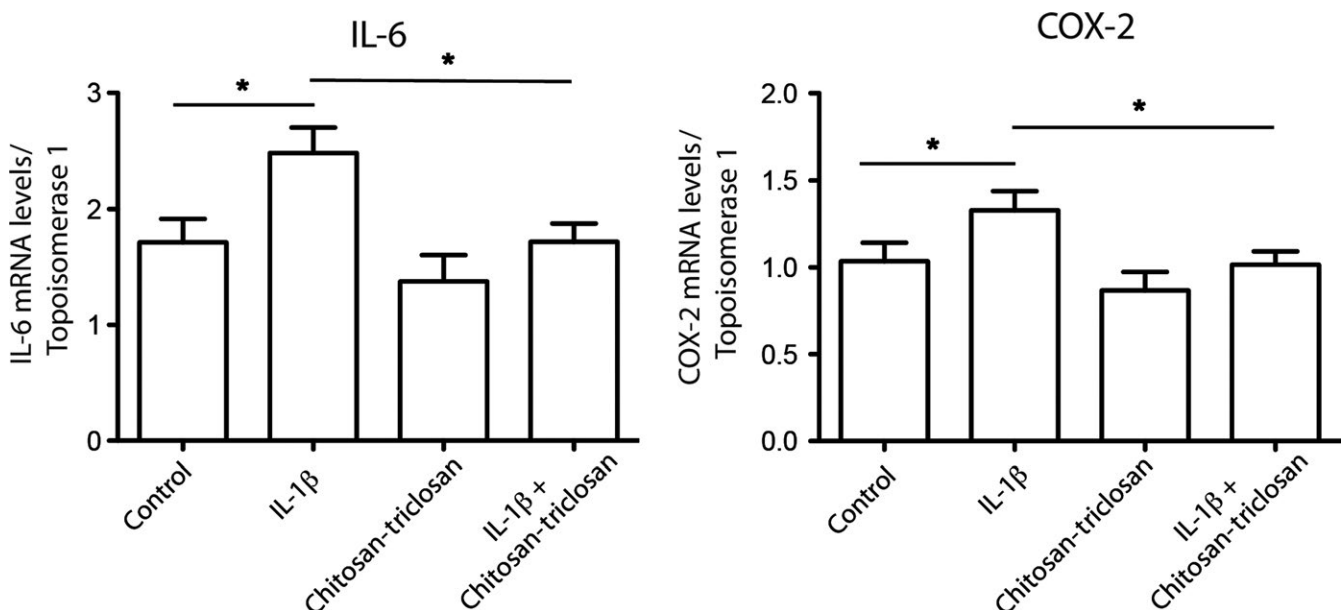 IL-6
*
*
3
2
1
0
IL-6 mRNA levels/
Topoisomerase 1
Control
IL-1β
Chitosan-triclosan
IL-1β +
Chitosan-triclosan
COX-2
*
*
2.0
1.5
1.0
0.5
0.0
COX-2 mRNA levels/
Topoisomerase 1
Control
IL-1β
Chitosan-triclosan
IL-1β +
Chitosan-triclosan